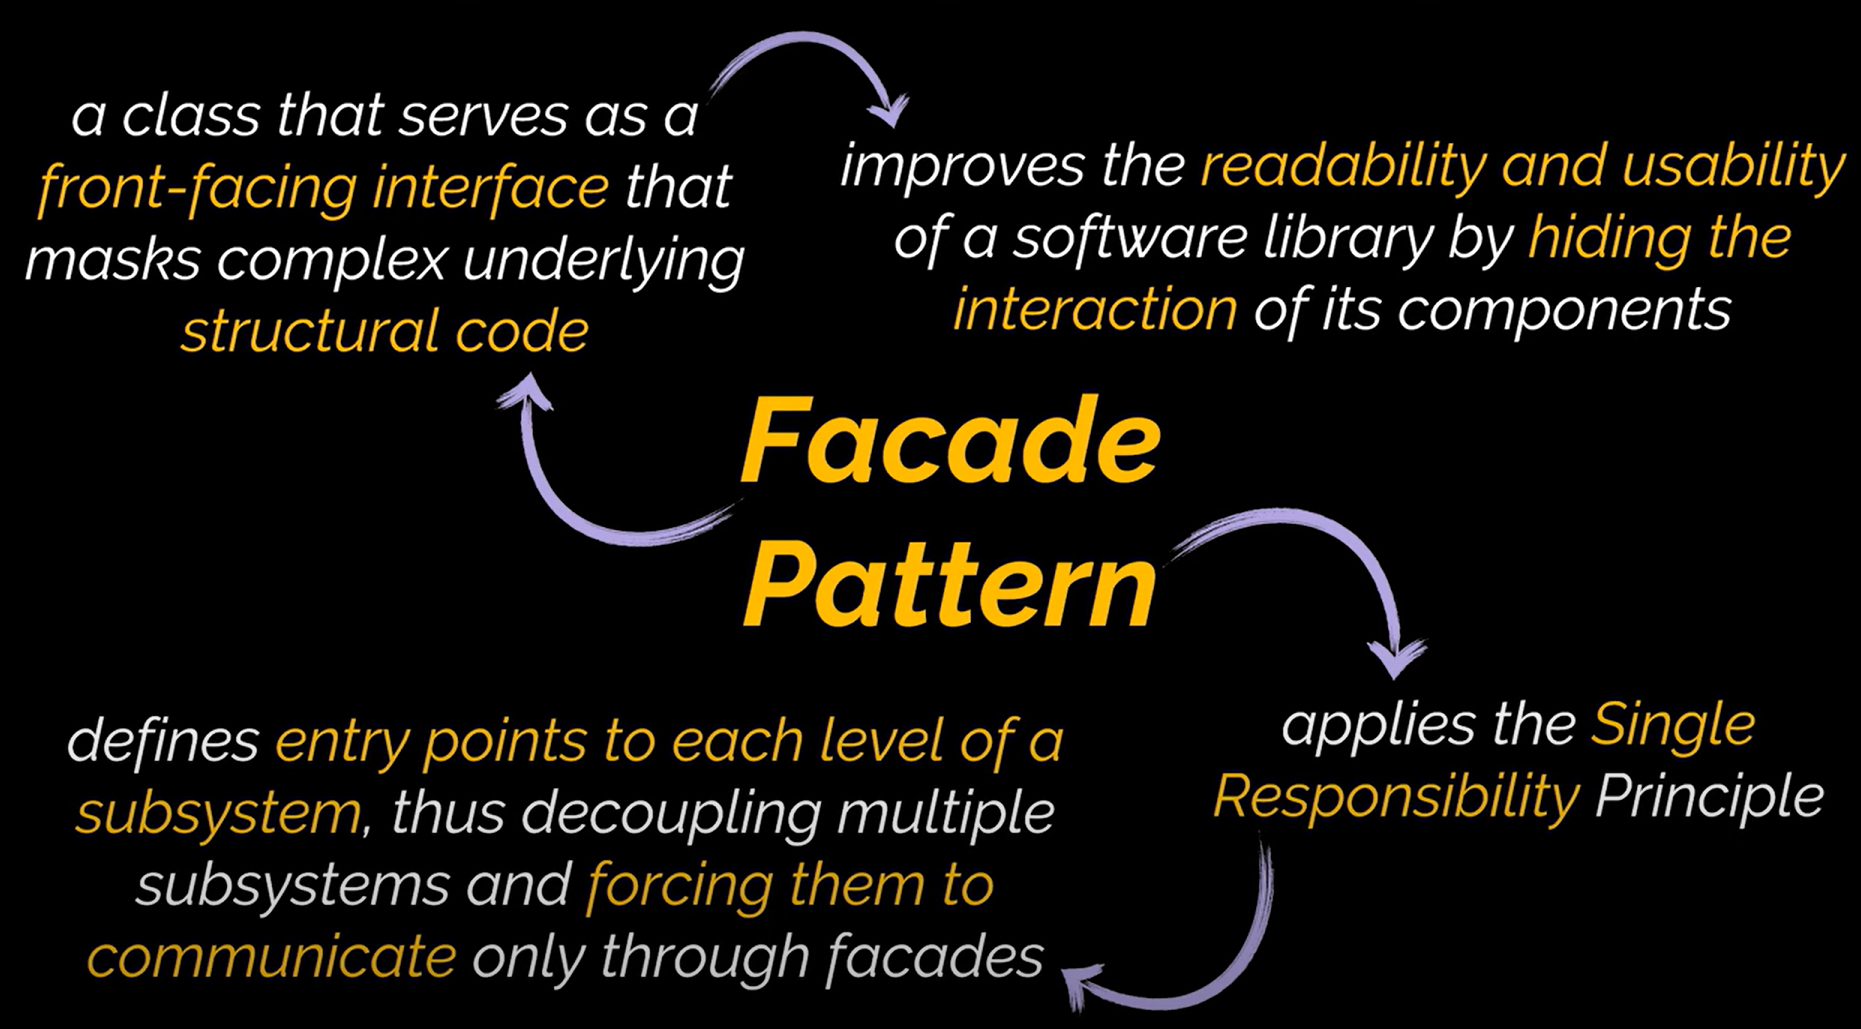 a class that serves as a
front-facing interface that
masks complex underlying
structural code
improves the readability and usability
of a software library by hiding the
interaction of its components
Facade
Pattern
applies the Single
Responsibility Principle
defines entry points to each level of a
subsystem, thus decoupling multiple
subsystems and forcing them to
communicate only through facades